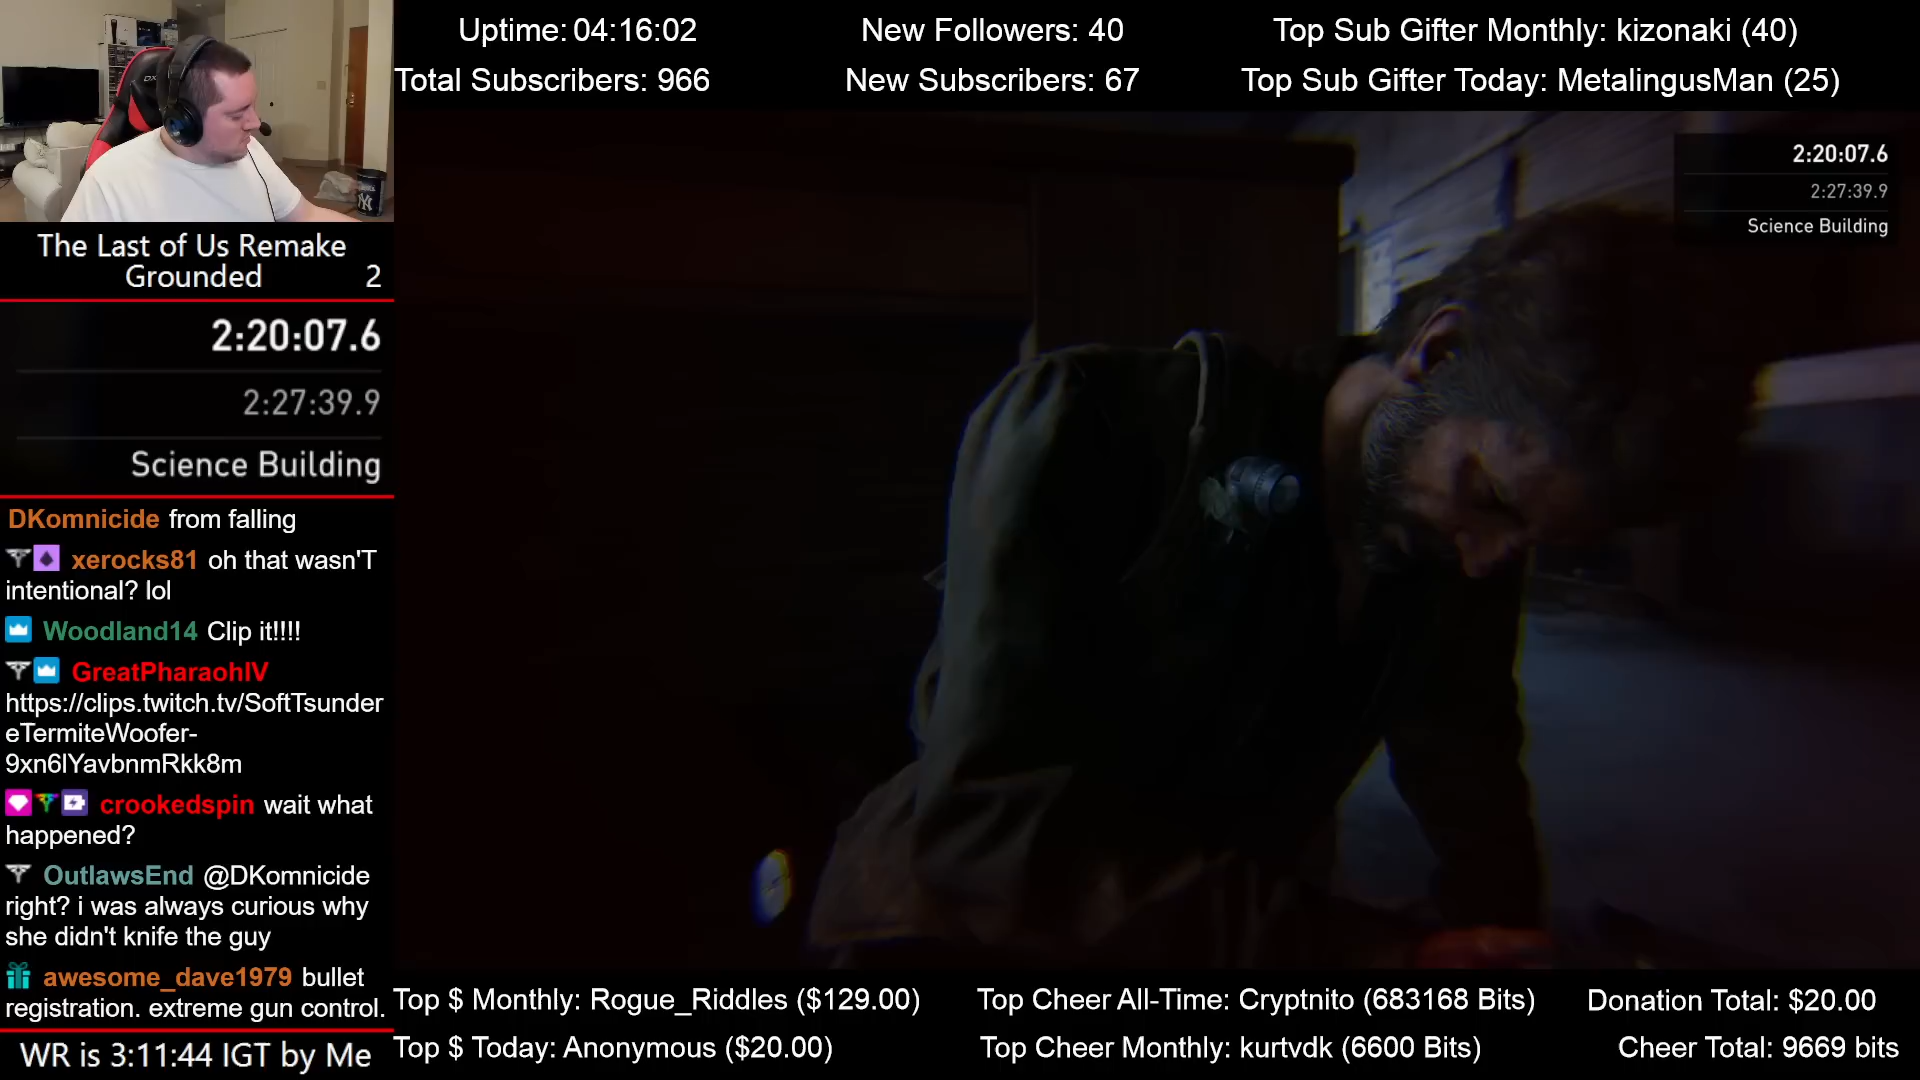 Uptime: 04:16:02
New Followers: 40
Top Sub Gifter Monthly: kizonaki (40)
Total Subscribers: 966
New Subscribers: 67
Top Sub Gifter Today: MetalingusMan (25)
2:20:07.6
2:27:39.9
Science Building
The Last of Us Remake
Grounded 2
2:20:07.6
2:27:39.9
Science Building
DKomnicide from falling
xerocks81 oh that wasn'T
intentional? lol
Woodland14 Clip it!!!!
GreatPharaohIV
https://clips.twitch.tv/SoftTsunder
eTermiteWoofer-
9xn6lYavbnmRkk8m
crookedspin wait what
happened?
OutlawsEnd @DKomnicide
right? i was always curious why
she didn't knife the guy
awesome_dave1979 bullet
registration. extreme gun control.
WR is 3:11:44 IGT by Me
Top $ Monthly: Rogue_Riddles ($129.00)
Top Cheer All-Time: Cryptnito (683168 Bits)
Donation Total: $20.00
Top $ Today: Anonymous ($20.00)
Top Cheer Monthly: kurtvdk (6600 Bits)
Cheer Total: 9669 bits